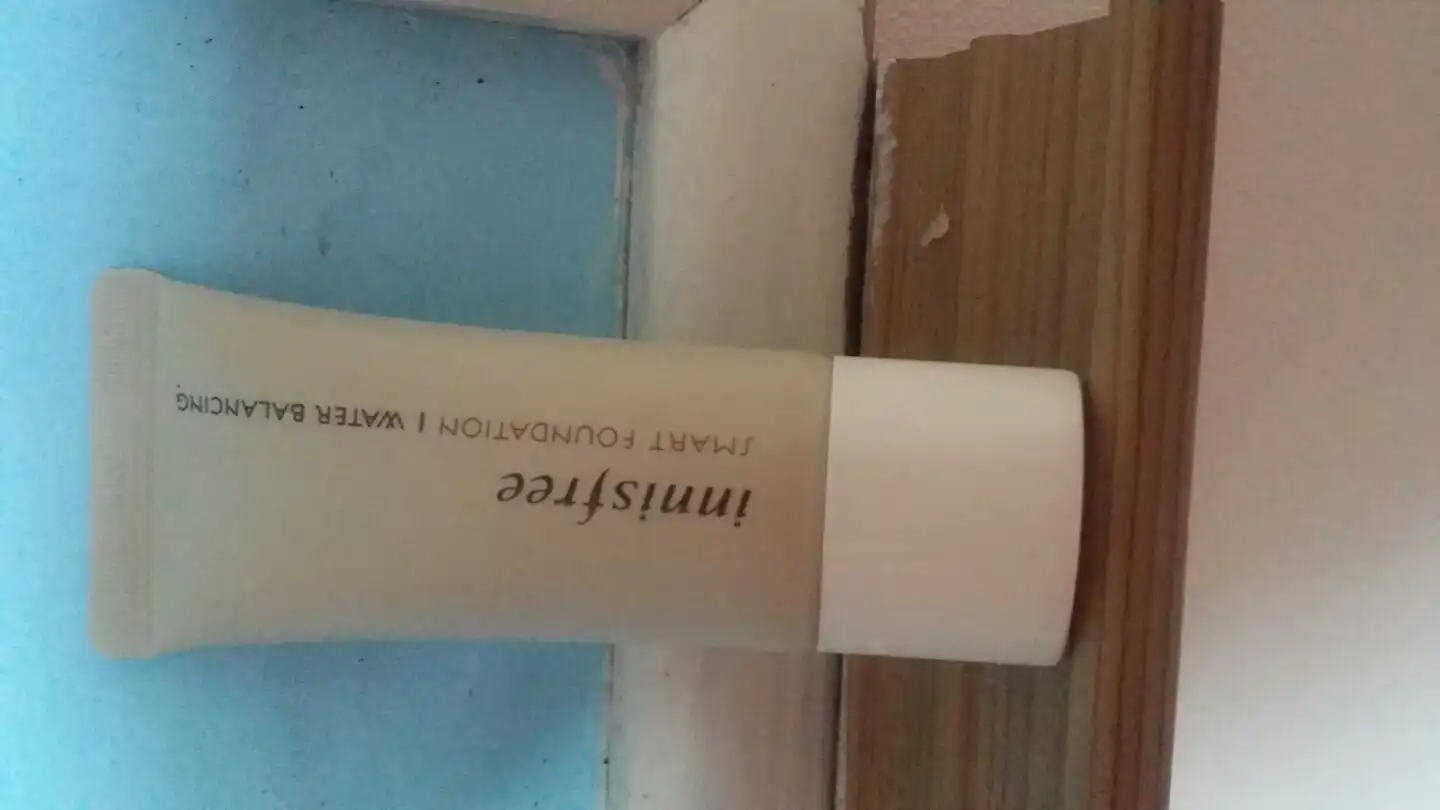 innisfree
SMART FOUNDATION | WATER BALANCING